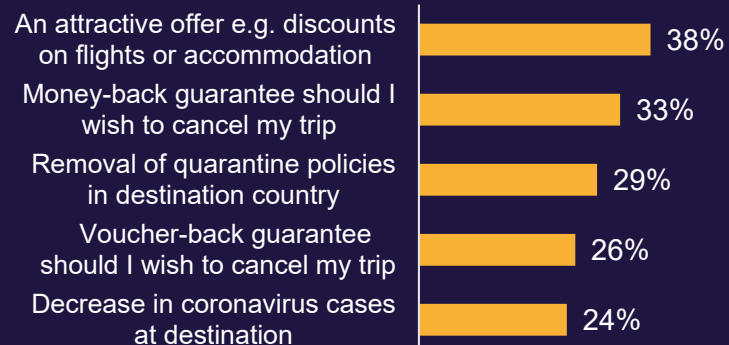 An attractive offer e.g. discounts
on flights or accommodation
38%
Money-back guarantee should I
wish to cancel my trip
33%
Removal of quarantine policies
in destination country
29%
Voucher-back guarantee
should I wish to cancel my trip
26%
Decrease in coronavirus cases
at destination
24%